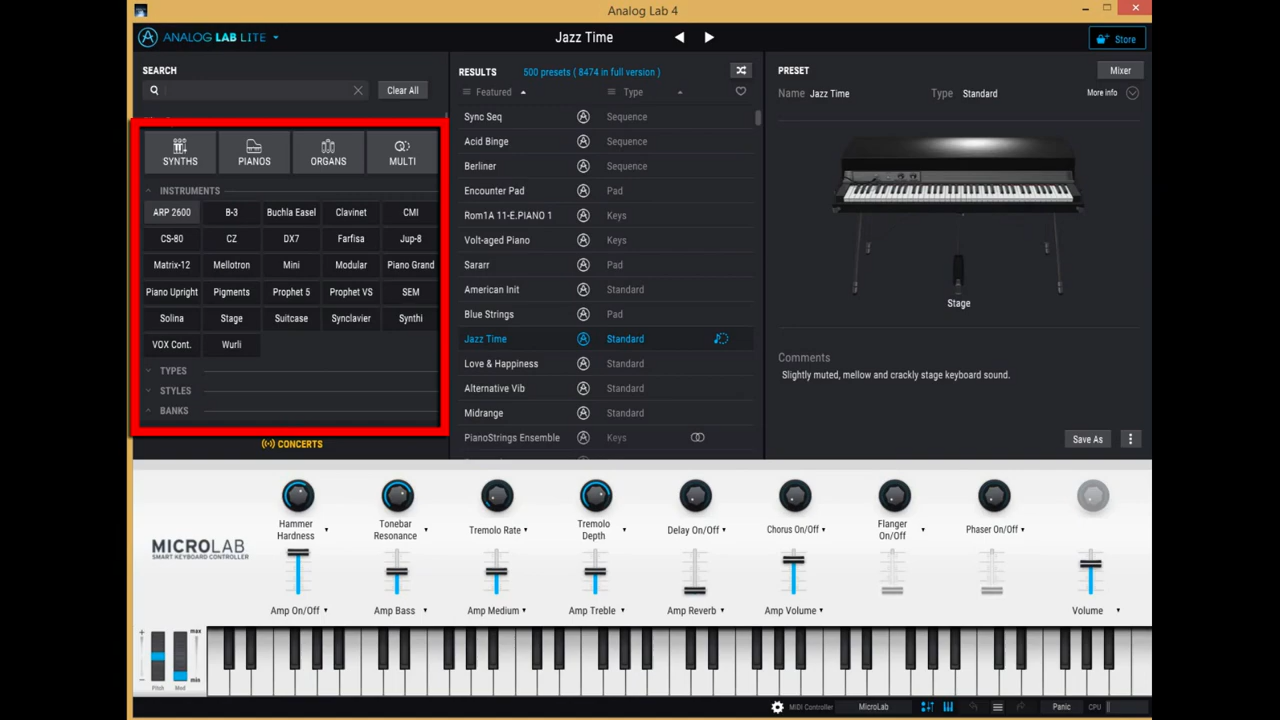 Analog Lab 4
ANALOG LAB LITE
Jazz Time
Store
SEARCH
Clear All
SYNTHS PIANOS ORGANS MULTI
INSTRUMENTS
ARP 2600 B-3 Buchla Easel Clavinet CMI
CS-80 CZ DX7 Farfisa Jup-8
Matrix-12 Mellotron Mini Modular Piano Grand
Piano Upright Pigments Prophet 5 Prophet VS SEM
Solina Stage Suitcase Synclavier Synthi
VOX Cont. Wurli
TYPES
STYLES
BANKS
CONCERTS
RESULTS 500 presets ( 8474 in full version )
Featured Type
Sync Seq Sequence
Acid Binge Sequence
Berliner Sequence
Encounter Pad Pad
Rom1A 11-E.PIANO 1 Keys
Volt-aged Piano Keys
Sararr Pad
American Init Standard
Blue Strings Pad
Jazz Time Standard
Love & Happiness Standard
Alternative Vib Standard
Midrange Standard
PianoStrings Ensemble Keys
PRESET Mixer
Name Jazz Time Type Standard More info
Stage
Comments
Slightly muted, mellow and crackly stage keyboard sound.
Save As
MICROLAB
SMART KEYBOARD CONTROLLER
Hammer Hardness Tonebar Resonance Tremolo Rate Tremolo Depth Delay On/Off Chorus On/Off Flanger On/Off Phaser On/Off
Amp On/Off Amp Bass Amp Medium Amp Treble Amp Reverb Amp Volume Volume
+ max
- min
Pitch Mod
MIDI Controller MicroLab Panic CPU